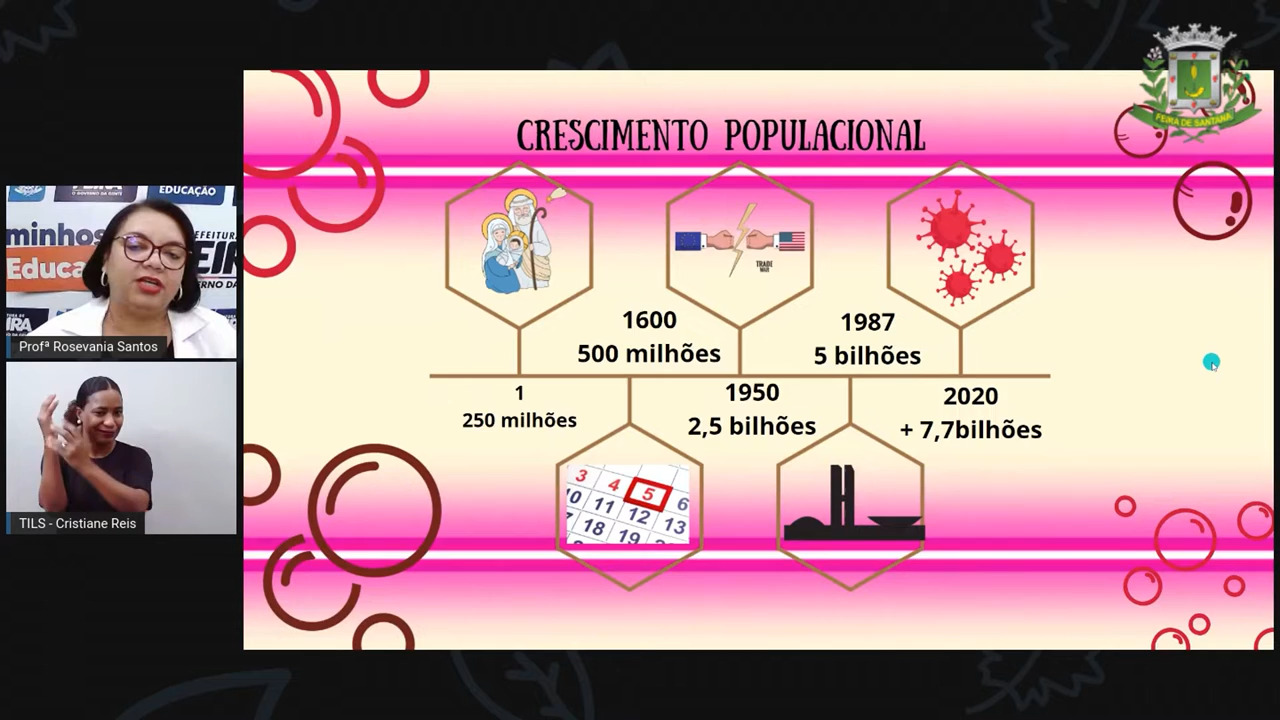 FEIRA DE SANTANA
CRESCIMENTO POPULACIONAL
EDUCAÇÃO
minhos
Educa
Profª Rosevania Santos
TILS - Cristiane Reis
TRADE
WAR
1600
500 milhões
1987
5 bilhões
1
250 milhões
1950
2,5 bilhões
2020
+ 7,7bilhões
3 4 5 6
10 11 12 13
18 19